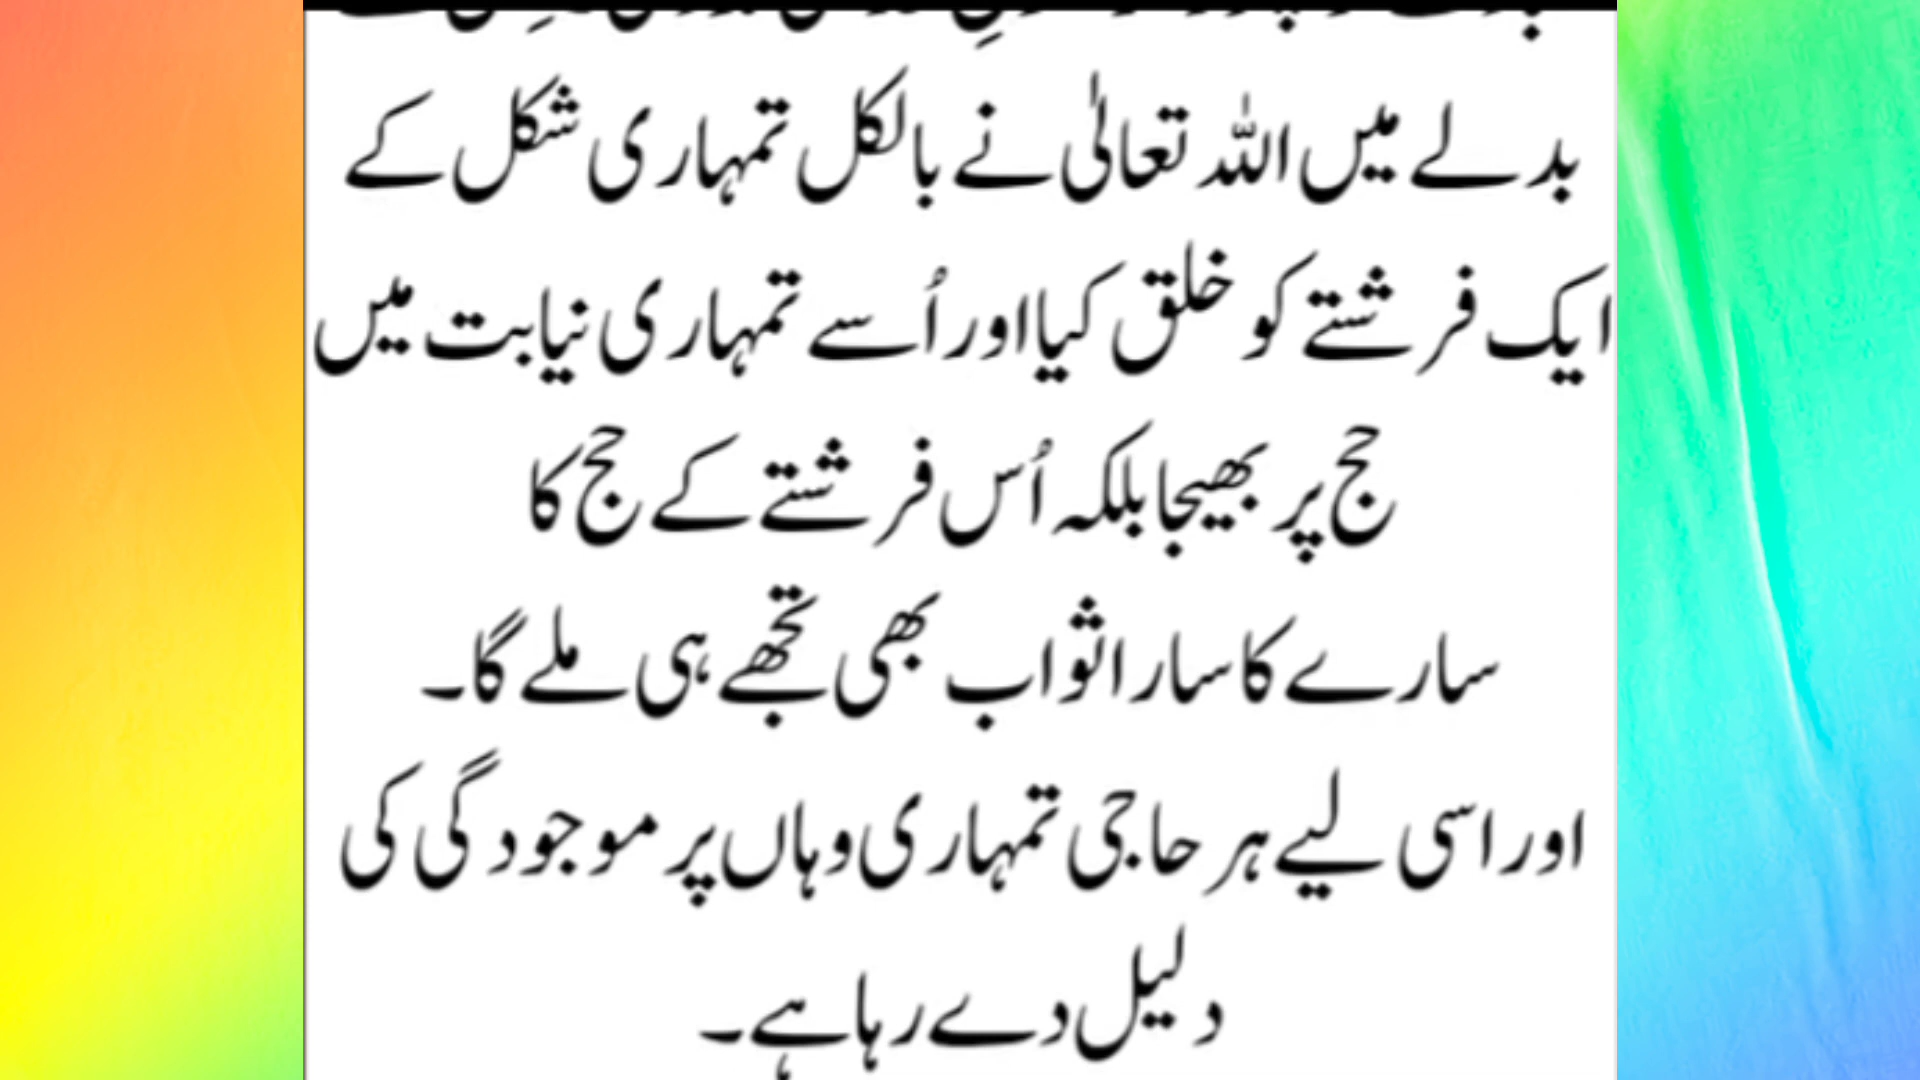 بدلے میں اللہ تعالیٰ نے بالکل تمہاری شکل کے
ایک فرشتے کو خلق کیا اور اُسے تمہاری نیابت میں
حج پر بھیجا بلکہ اُس فرشتے کے حج کا
سارے کا سارا ثواب بھی تجھے ہی ملے گا۔
اور اسی لیے ہر حاجی تمہاری وہاں پر موجودگی کی
دلیل دے رہا ہے۔